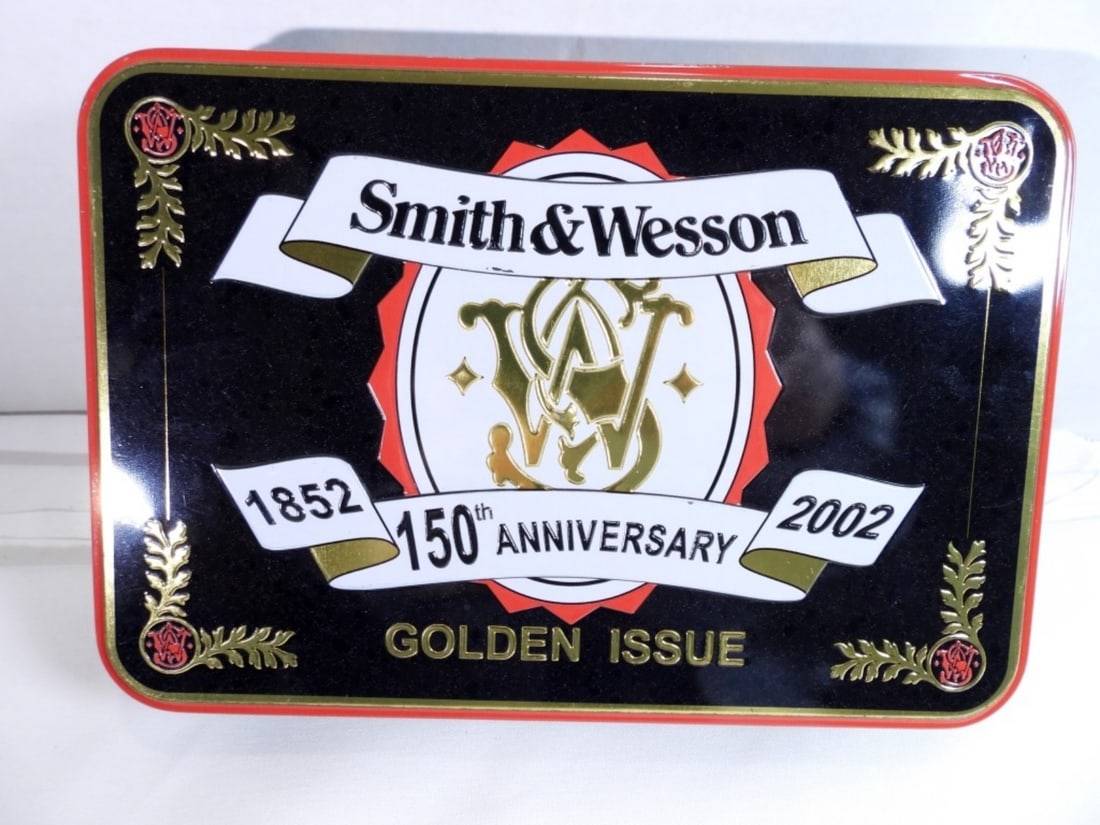 Smith & Wesson
1852
150th ANNIVERSARY
2002
GOLDEN ISSUE